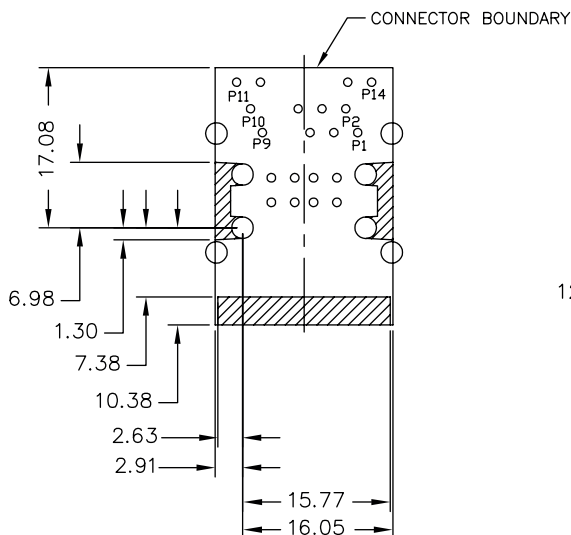 CONNECTOR BOUNDARY
P11
P14
P10
P2
P9
P1
17.08
6.98
1.30
7.38
10.38
2.63
2.91
15.77
16.05